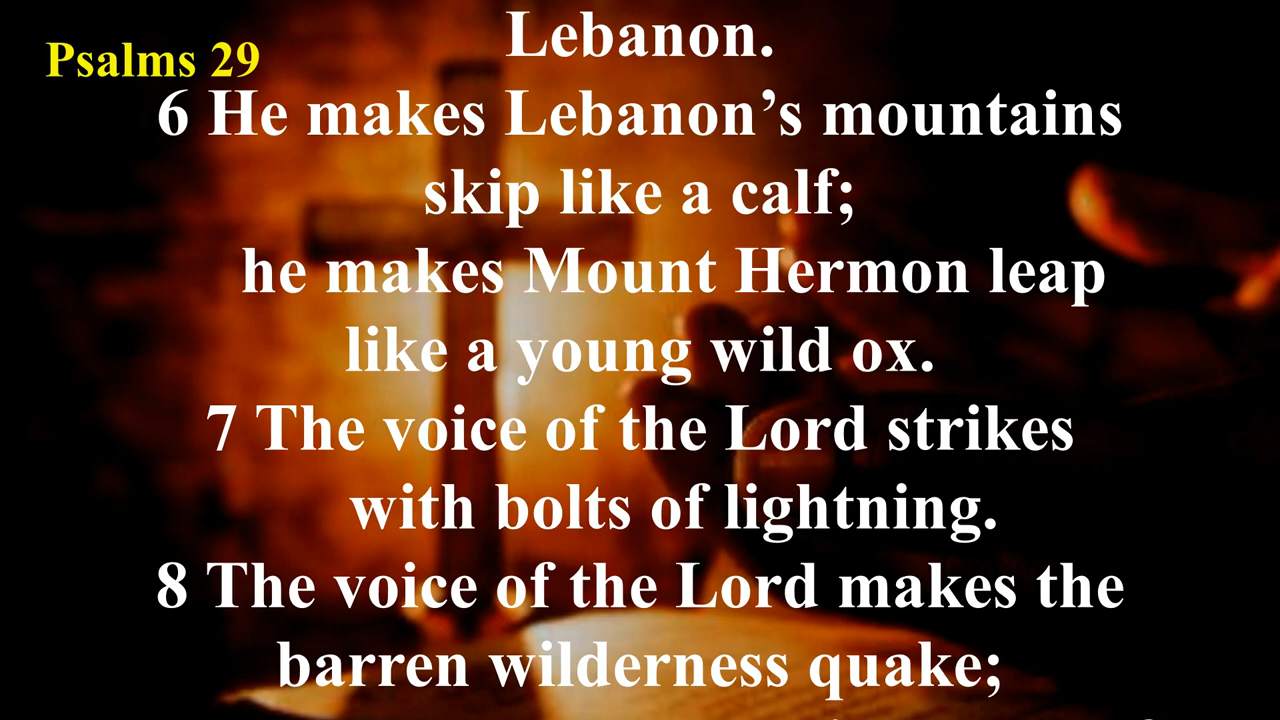 Lebanon.
Psalms 29
6 He makes Lebanon’s mountains
skip like a calf;
he makes Mount Hermon leap
like a young wild ox.
7 The voice of the Lord strikes
with bolts of lightning.
8 The voice of the Lord makes the
barren wilderness quake;